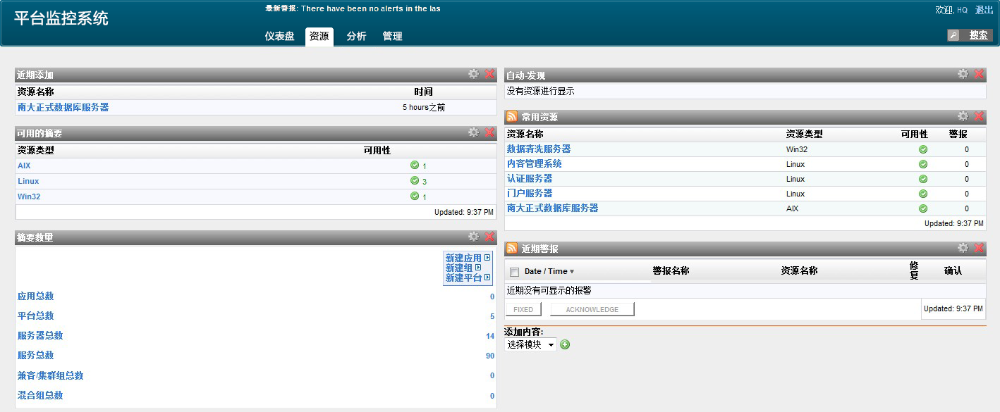 平台监控系统
最新警报: There have been no alerts in the las
欢迎, HQ 退出
仪表盘 资源 分析 管理
搜索
近期添加
资源名称 时间
南大正式数据库服务器 5 hours之前
可用的摘要
资源类型 可用性
AIX 1
Linux 3
Win32 1
Updated: 9:37 PM
摘要数量
新建应用
新建组
新建平台
应用总数 0
平台总数 5
服务器总数 14
服务总数 90
兼容/集群组总数 0
混合组总数 0
自动-发现
没有资源进行显示
常用资源
资源名称 资源类型 可用性 警报
数据清洗服务器 Win32 0
内容管理系统 Linux 0
认证服务器 Linux 0
门户服务器 Linux 0
南大正式数据库服务器 AIX 0
Updated: 9:37 PM
近期警报
Date / Time 警报名称 资源名称 修复 确认
近期没有可显示的报警
FIXED ACKNOWLEDGE Updated: 9:37 PM
添加内容:
选择模块